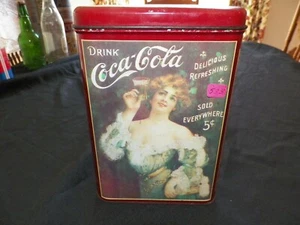 DRINK
Coca-Cola
DELICIOUS
REFRESHING
SOLD
EVERYWHERE
5¢